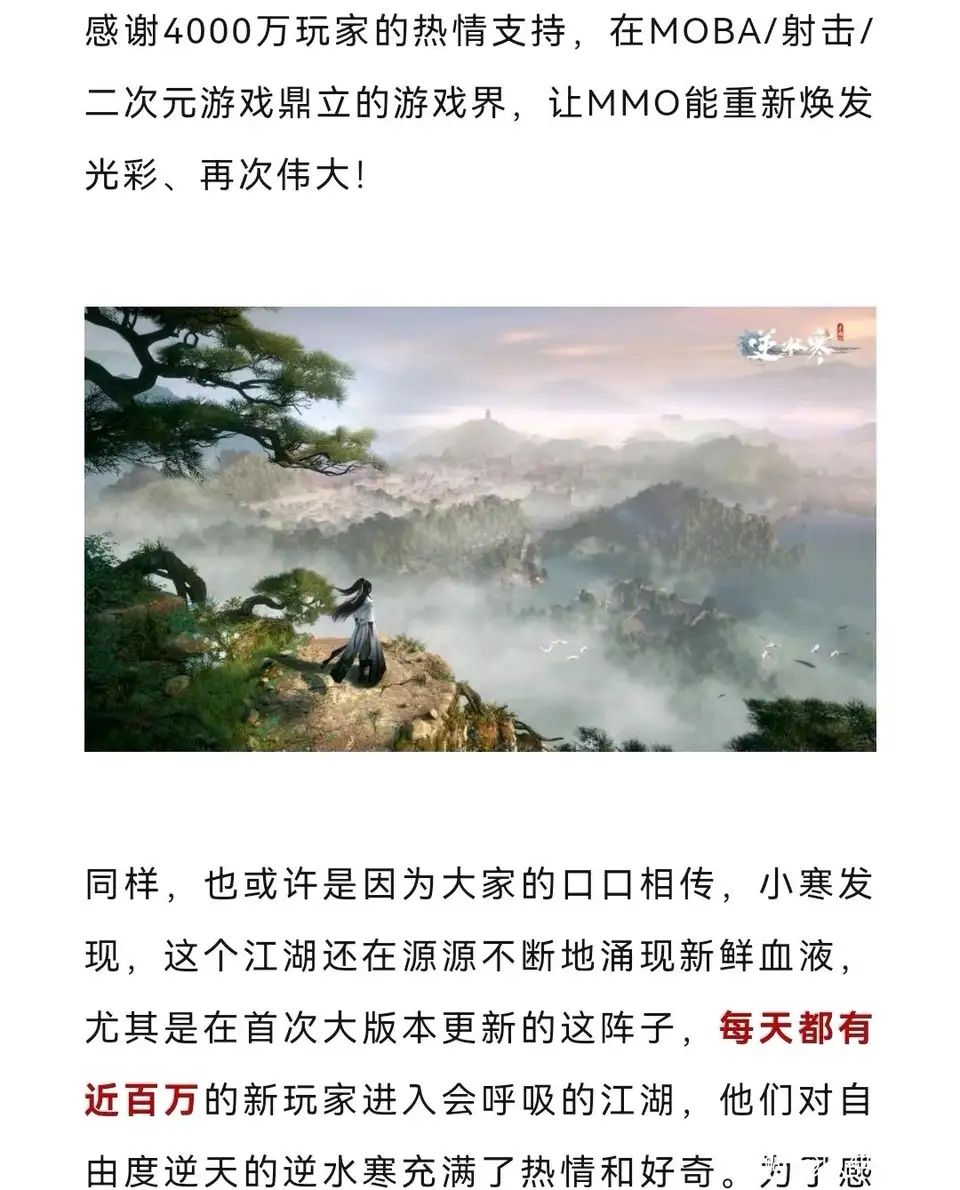 感谢4000万玩家的热情支持，在MOBA/射击/
二次元游戏鼎立的游戏界，让MMO能重新焕发
光彩、再次伟大！
逆水寒
同样，也或许是因为大家的口口相传，小寒发
现，这个江湖还在源源不断地涌现新鲜血液，
尤其是在首次大版本更新的这阵子，每天都有
近百万的新玩家进入会呼吸的江湖，他们对自
由度逆天的逆水寒充满了热情和好奇。为了感